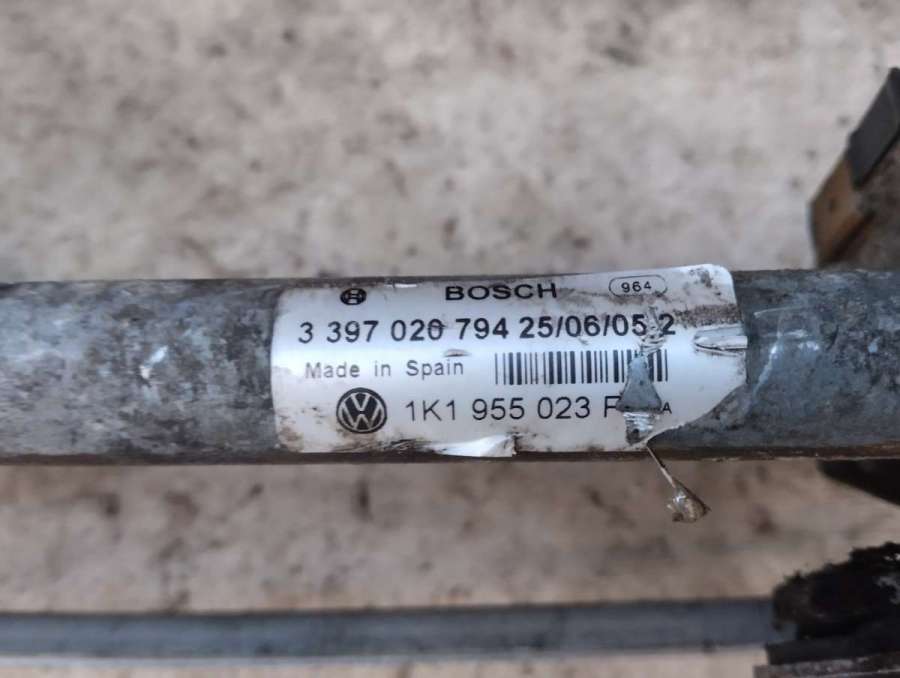 BOSCH 964
3 397 020 794 25/06/05 2
Made in Spain
1K1 955 023 F A